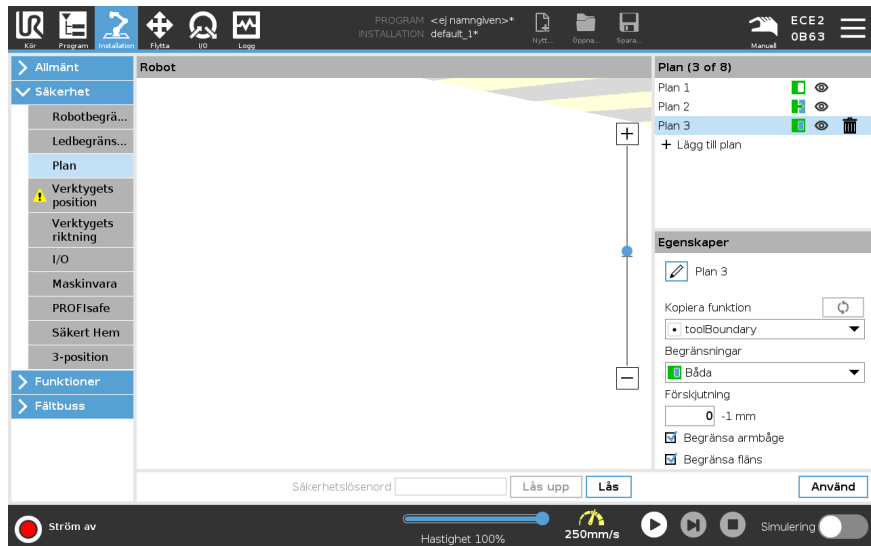 UR
Kör
Program
Installation
Flytta
I/O
Logg
PROGRAM <ej namngiven>*
INSTALLATION default_1*
Nytt...
Öppna...
Spara...
Manuell
ECE2
0B63
Allmänt
Säkerhet
Robotbegrä...
Ledbegräns...
Plan
Verktygets
position
Verktygets
riktning
I/O
Maskinvara
PROFIsafe
Säkert Hem
3-position
Funktioner
Fältbuss
Robot
+
−
Plan (3 of 8)
Plan 1
Plan 2
Plan 3
+ Lägg till plan
Egenskaper
Plan 3
Kopiera funktion
toolBoundary
Begränsningar
Båda
Förskjutning
0 -1 mm
Begränsa armbåge
Begränsa fläns
Säkerhetslösenord
Lås upp
Lås
Använd
Ström av
Hastighet 100%
250mm/s
Simulering